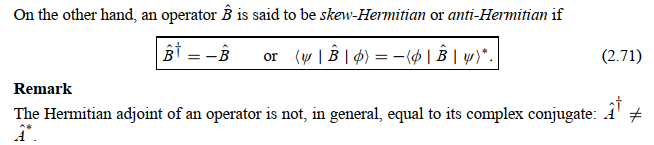 On the other hand, an operator B̂ is said to be skew-Hermitian or anti-Hermitian if
B̂† = −B̂ or ⟨ψ | B̂ | ϕ⟩ = −⟨ϕ | B̂ | ψ⟩*. (2.71)
Remark
The Hermitian adjoint of an operator is not, in general, equal to its complex conjugate: Â† ≠
Â*.